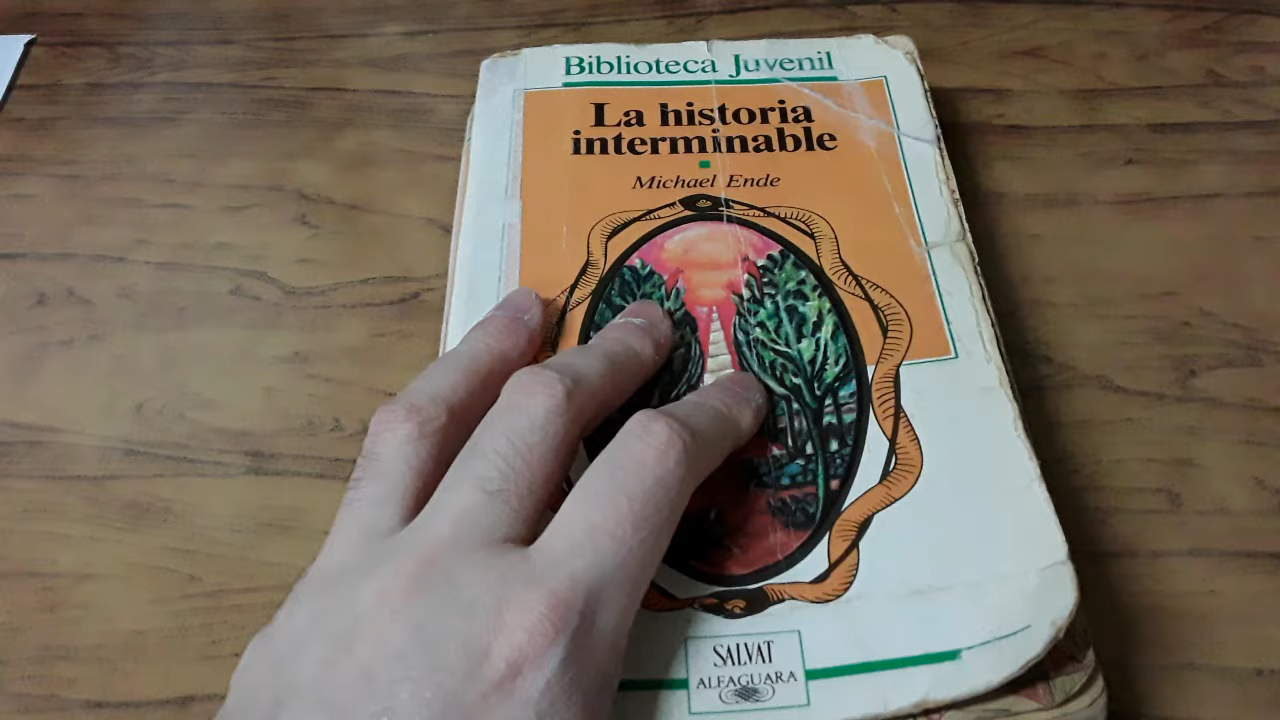 Biblioteca Juvenil
La historia
interminable
Michael Ende
SALVAT
ALFAGUARA